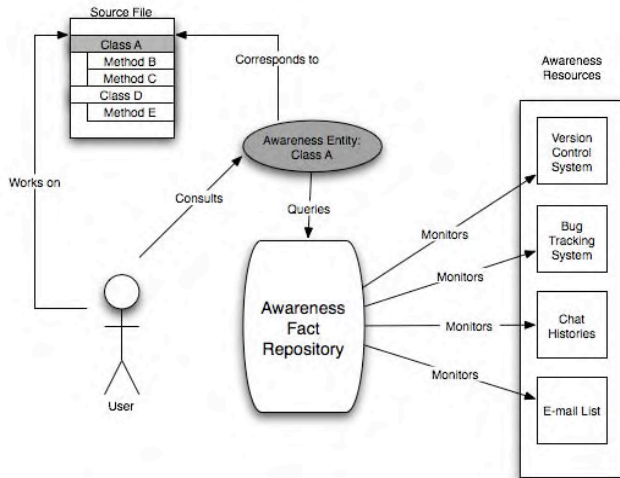 Source File
Class A
Method B
Method C
Class D
Method E
Corresponds to
Awareness
Resources
Awareness Entity:
Class A
Version
Control
System
Works on
Consults
Queries
Monitors
Bug
Tracking
System
Monitors
Awareness
Fact
Repository
Monitors
Chat
Histories
Monitors
E-mail List
User